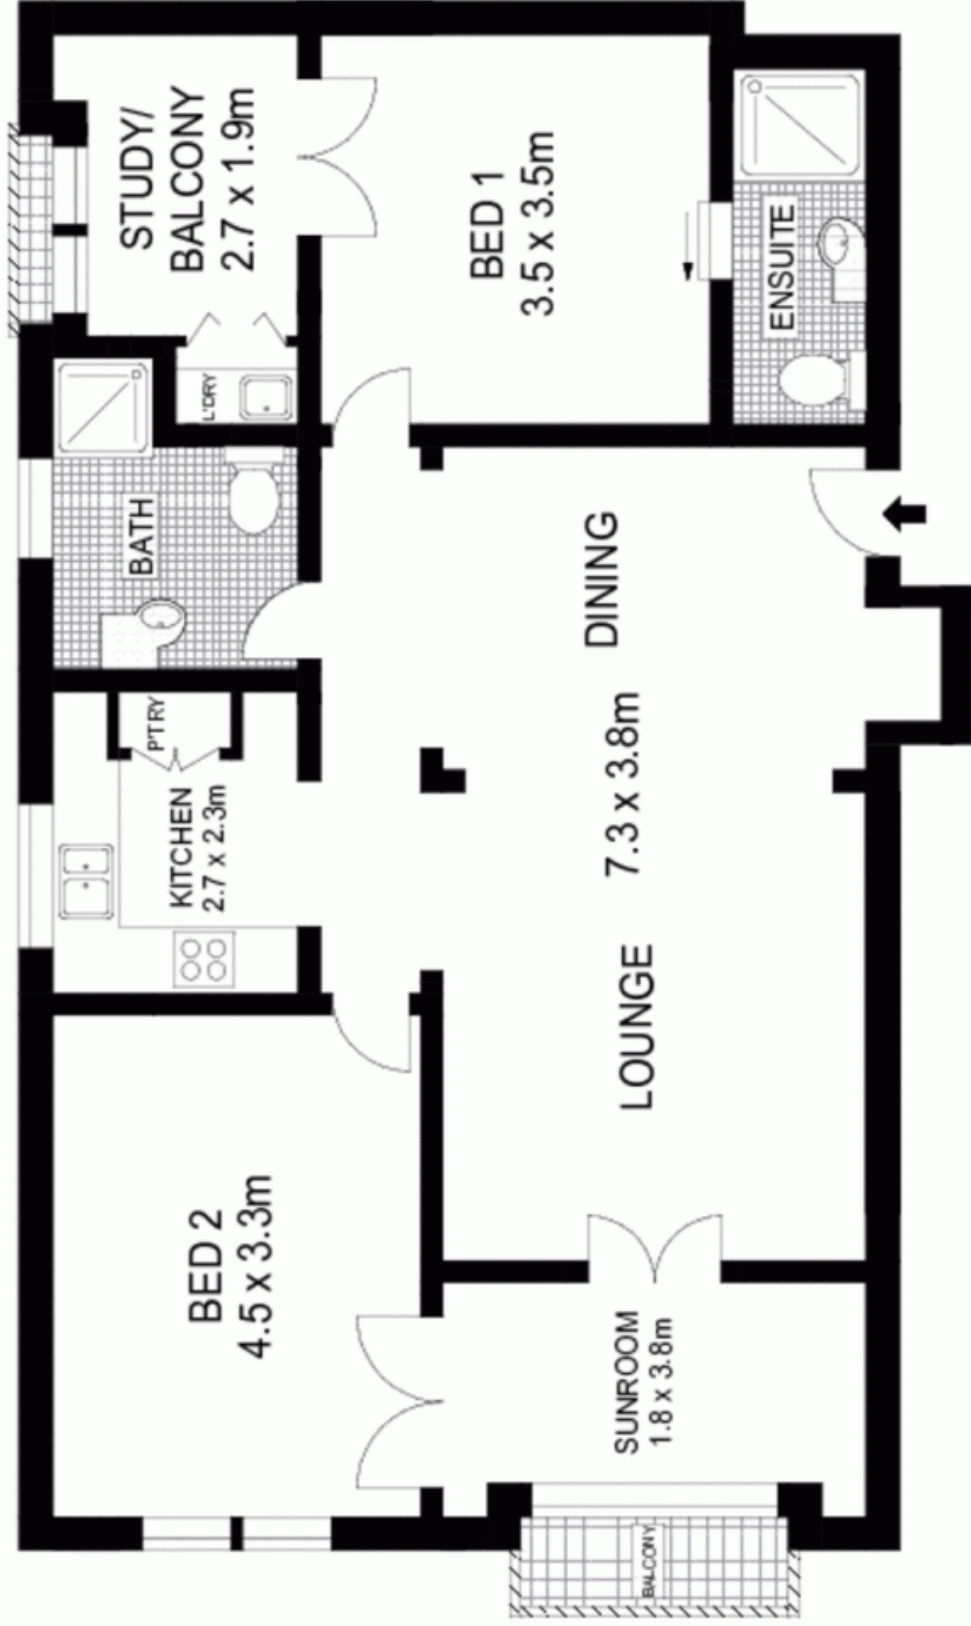 STUDY/
BALCONY
2.7 x 1.9m
BED 1
3.5 x 3.5m
ENSUITE
L'DRY
BATH
DINING
P'TRY
KITCHEN
2.7 x 2.3m
7.3 x 3.8m
LOUNGE
BED 2
4.5 x 3.3m
SUNROOM
1.8 x 3.8m
BALCONY